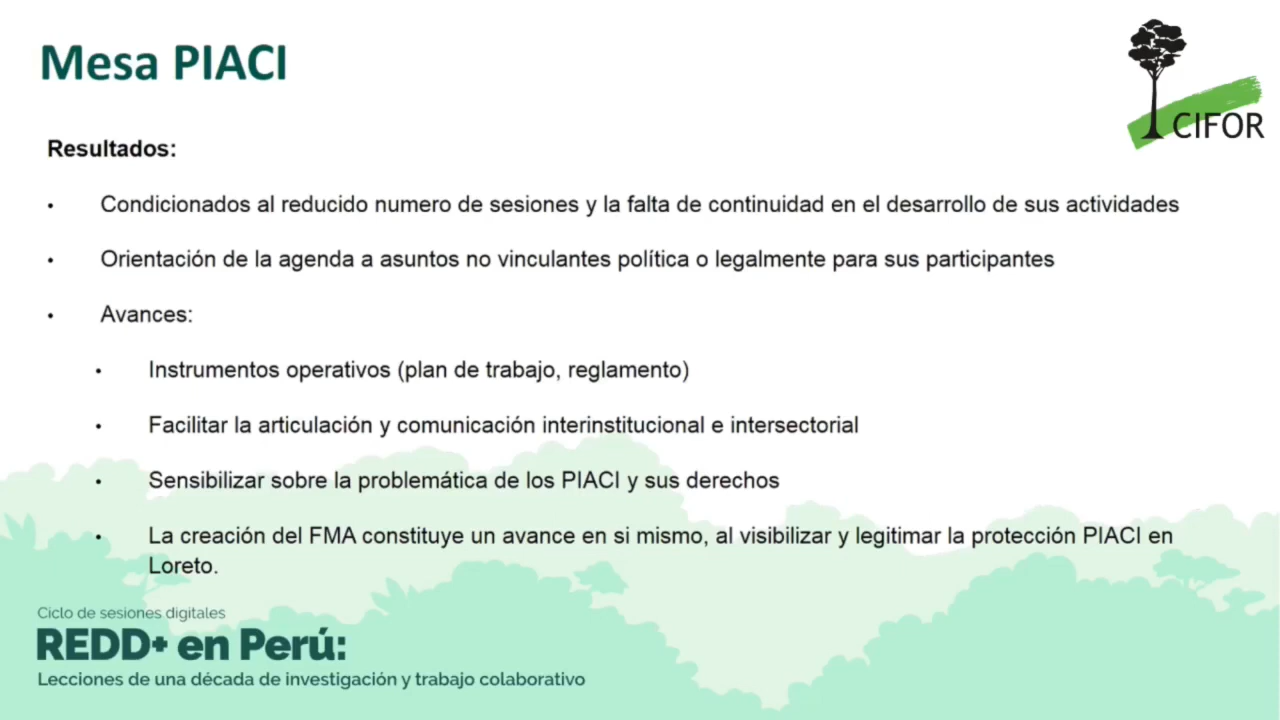 Mesa PIACI
CIFOR
Resultados:
• Condicionados al reducido numero de sesiones y la falta de continuidad en el desarrollo de sus actividades
• Orientación de la agenda a asuntos no vinculantes política o legalmente para sus participantes
• Avances:
• Instrumentos operativos (plan de trabajo, reglamento)
• Facilitar la articulación y comunicación interinstitucional e intersectorial
• Sensibilizar sobre la problemática de los PIACI y sus derechos
• La creación del FMA constituye un avance en si mismo, al visibilizar y legitimar la protección PIACI en
Loreto.
Ciclo de sesiones digitales
REDD+ en Perú:
Lecciones de una década de investigación y trabajo colaborativo